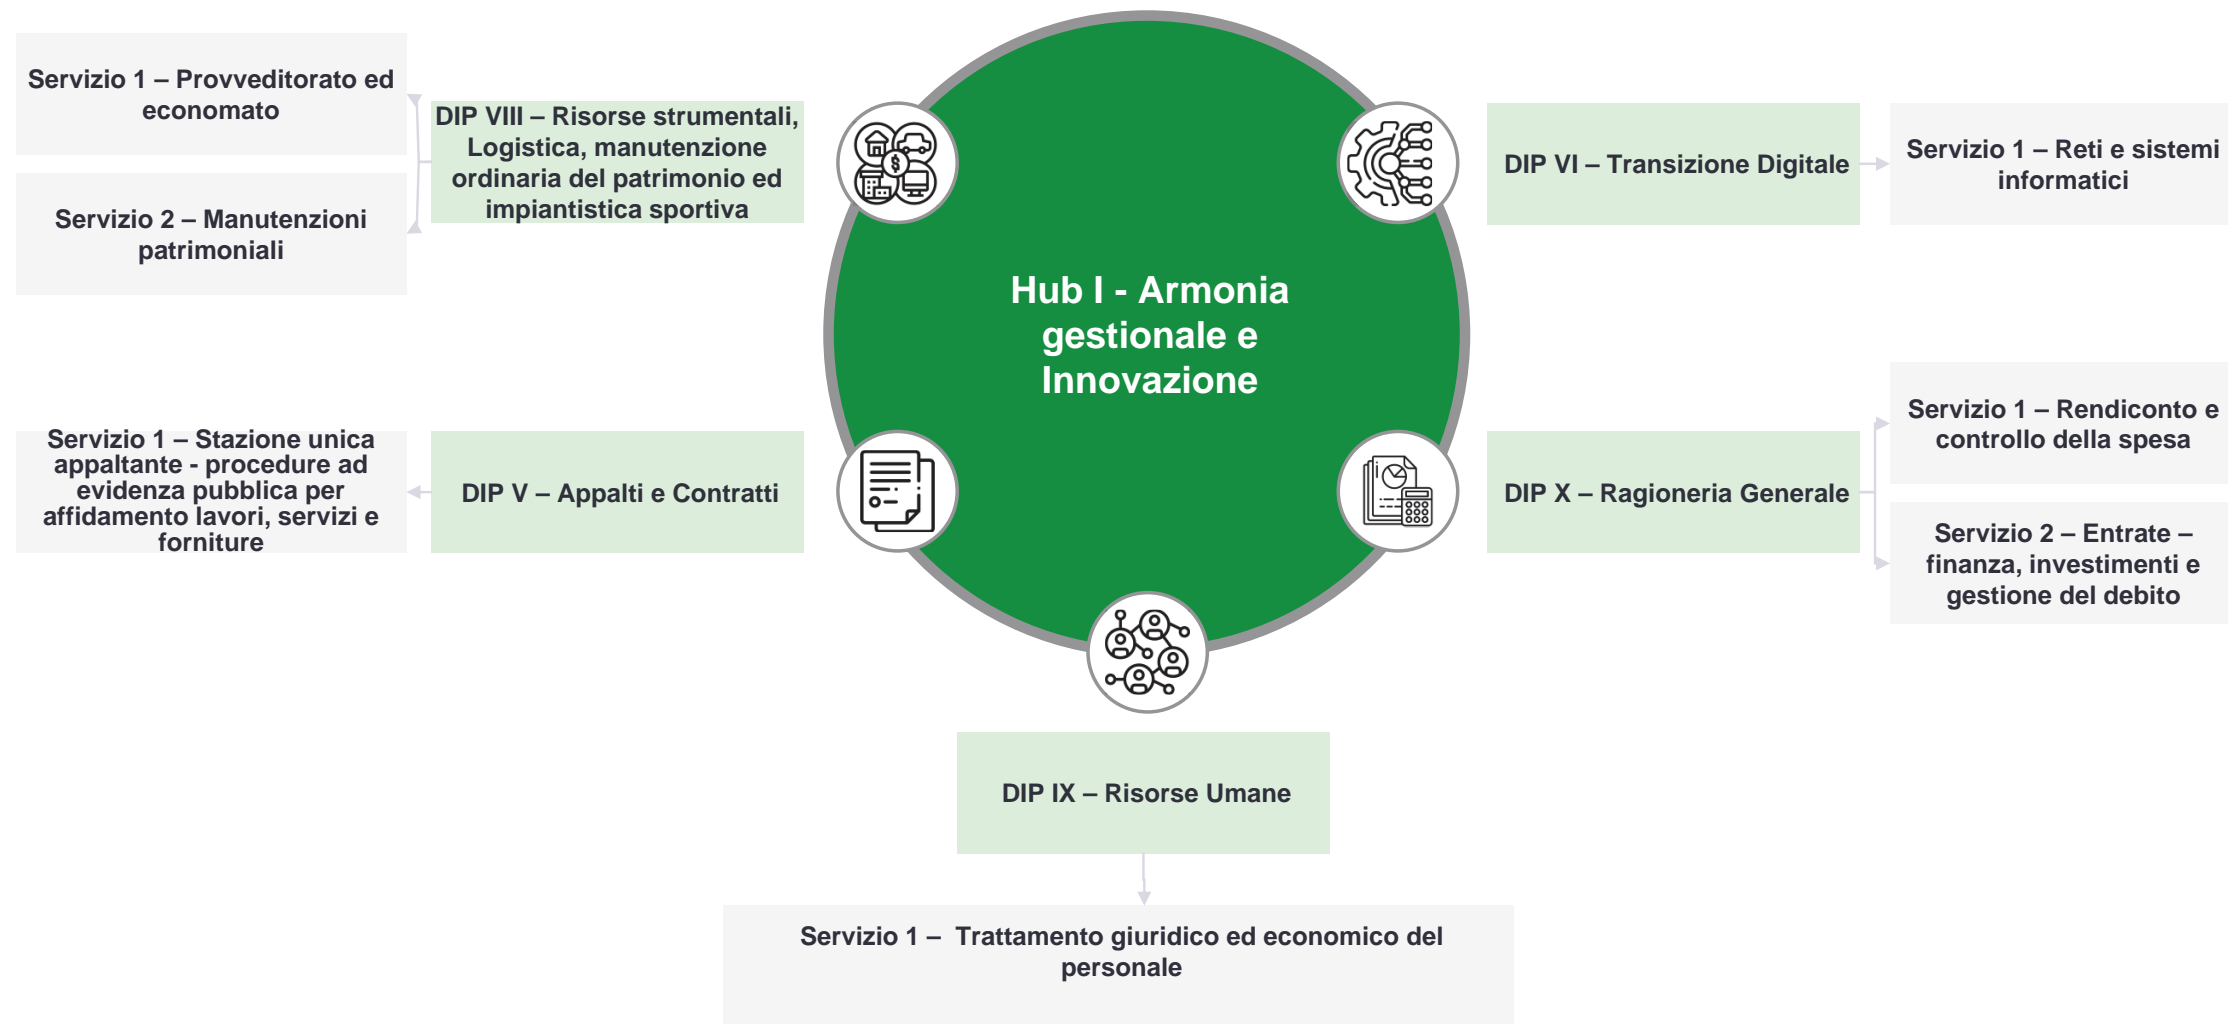 Servizio 1 – Provveditorato ed
economato
Servizio 2 – Manutenzioni
patrimoniali
DIP VIII – Risorse strumentali,
Logistica, manutenzione
ordinaria del patrimonio ed
impiantistica sportiva
$
Hub I - Armonia
gestionale e
Innovazione
DIP VI – Transizione Digitale
Servizio 1 – Reti e sistemi
informatici
Servizio 1 – Stazione unica
appaltante - procedure ad
evidenza pubblica per
affidamento lavori, servizi e
forniture
DIP V – Appalti e Contratti
DIP X – Ragioneria Generale
Servizio 1 – Rendiconto e
controllo della spesa
Servizio 2 – Entrate –
finanza, investimenti e
gestione del debito
DIP IX – Risorse Umane
Servizio 1 –  Trattamento giuridico ed economico del
personale